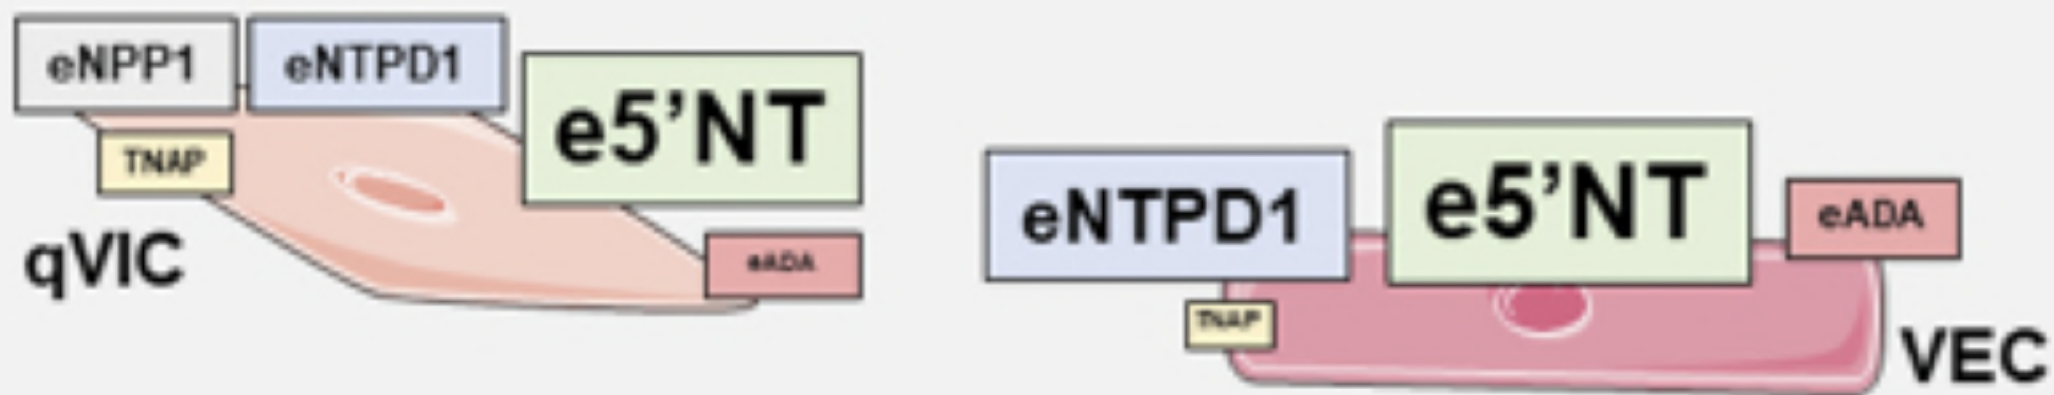 eNPP1
eNTPD1
e5’NT
TNAP
eADA
qVIC
eNTPD1
e5’NT
eADA
TNAP
VEC